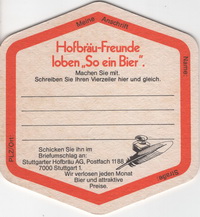 Meine Anschrift
Name
Hofbräu-Freunde
loben „So ein Bier“.
Machen Sie mit.
Schreiben Sie Ihren Vierzeiler hier und gleich.
Schicken Sie ihn im
Briefumschlag an:
Stuttgarter Hofbräu AG, Postfach 1188
7000 Stuttgart 1
Wir verlosen jeden Monat
Bier und attraktive
Preise.
PLZ/Ort
Straße